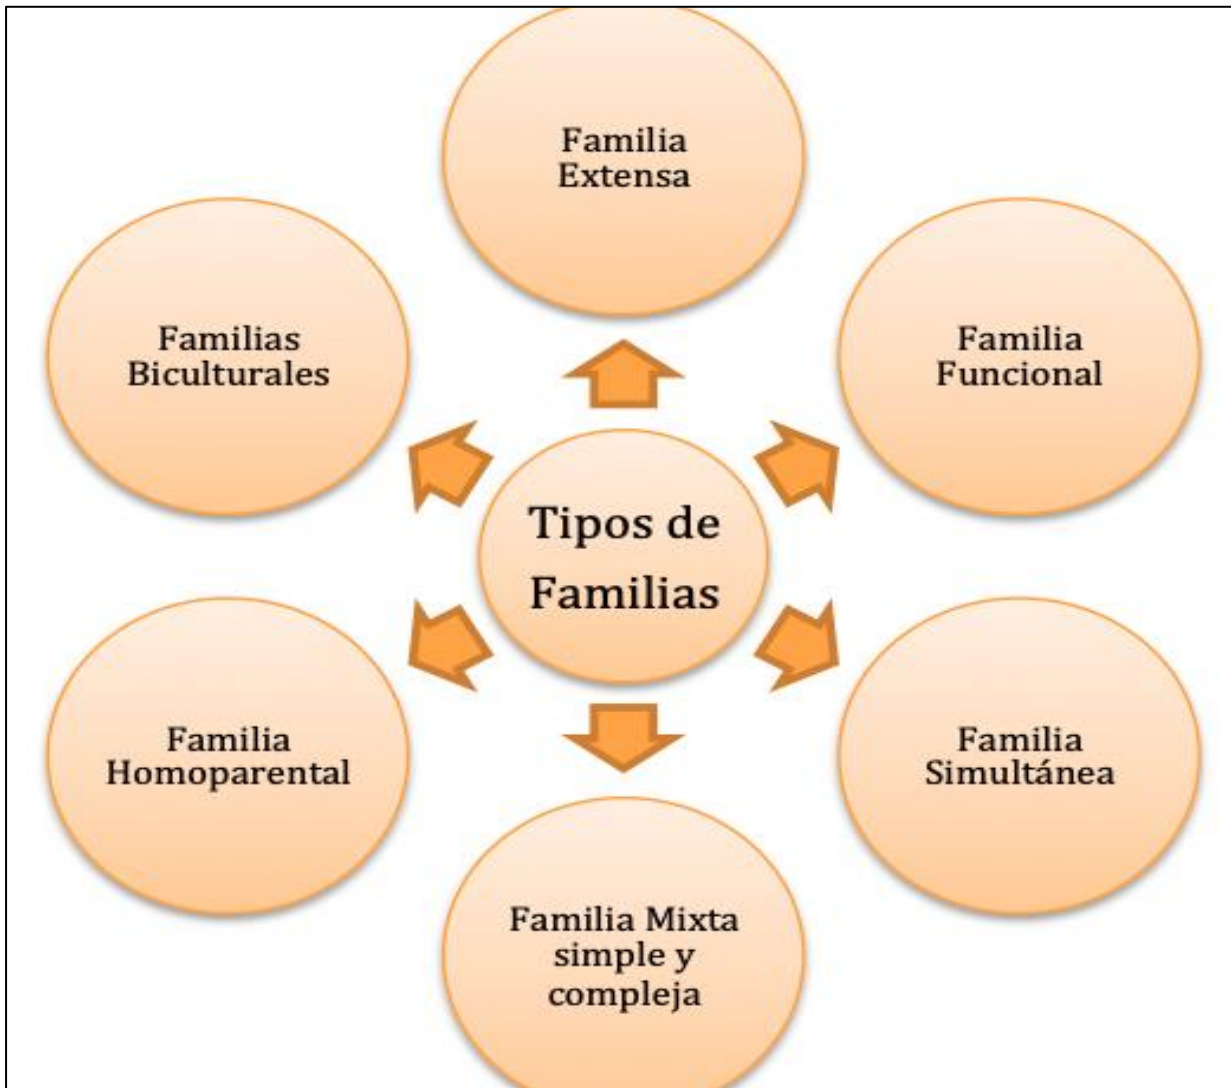 Familia
Extensa
Familias
Biculturales
Familia
Funcional
Tipos de
Familias
Familia
Homoparental
Familia
Simultánea
Familia Mixta
simple y
compleja